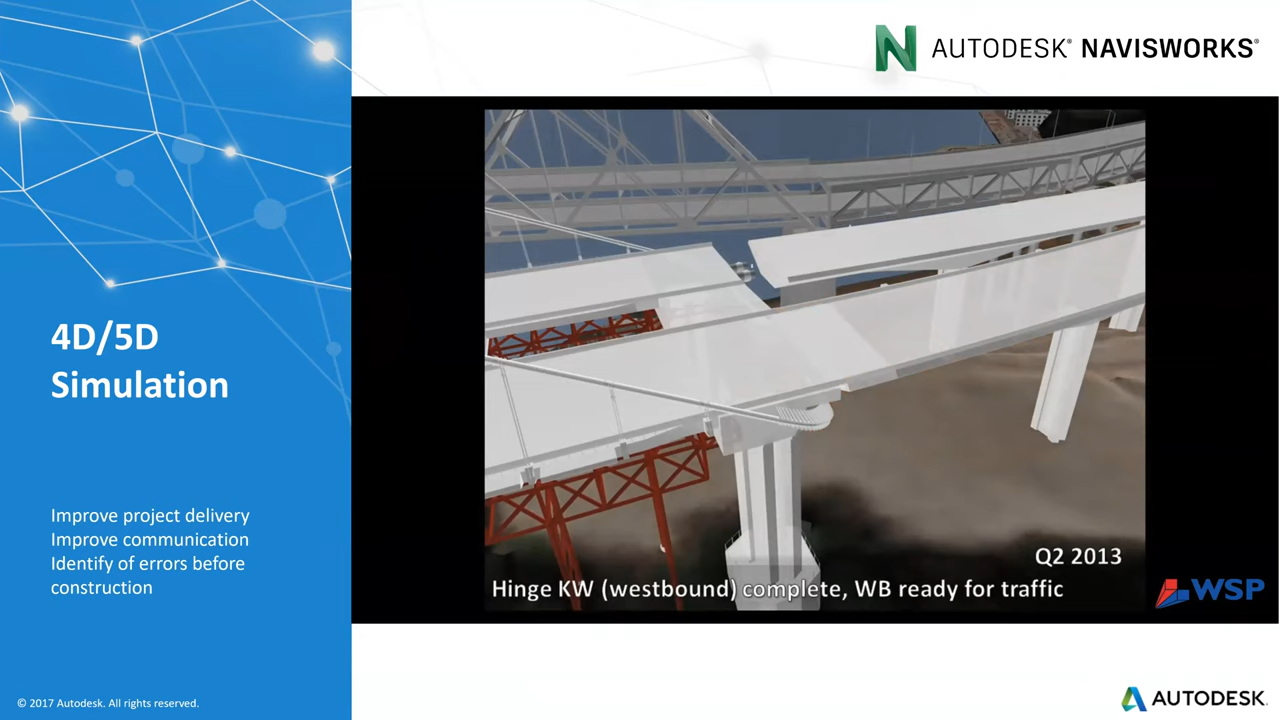 AUTODESK® NAVISWORKS®
4D/5D
Simulation
Improve project delivery
Improve communication
Identify of errors before
construction
Q2 2013
Hinge KW (westbound) complete, WB ready for traffic
WSP
© 2017 Autodesk. All rights reserved.
AUTODESK.